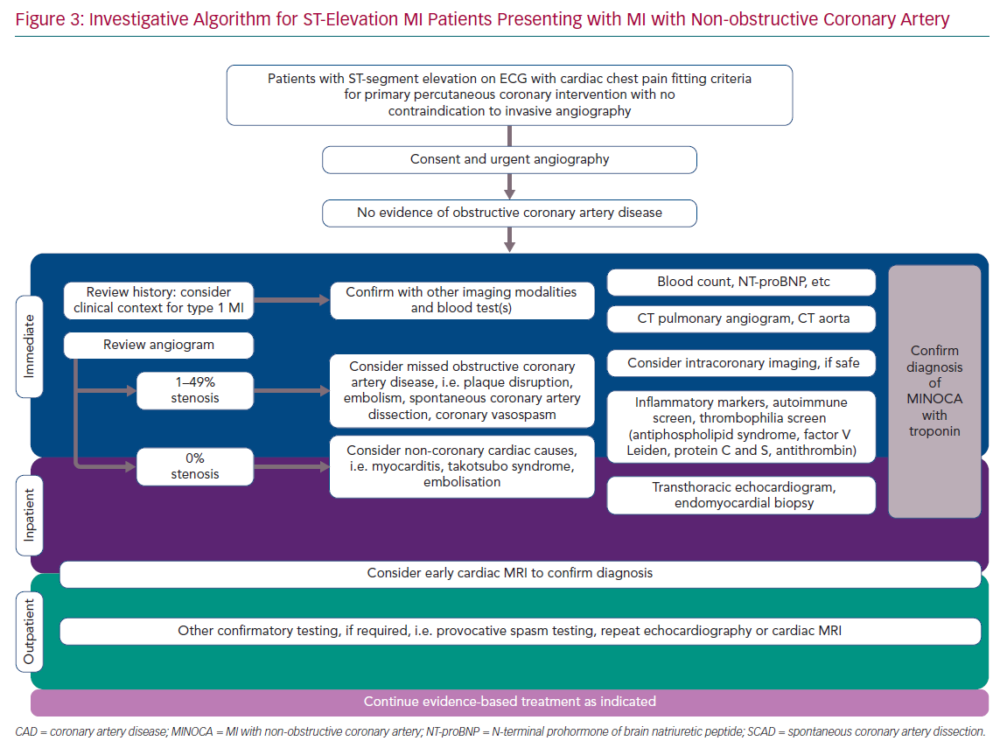 Figure 3: Investigative Algorithm for ST-Elevation MI Patients Presenting with MI with Non-obstructive Coronary Artery
Patients with ST-segment elevation on ECG with cardiac chest pain fitting criteria
for primary percutaneous coronary intervention with no
contraindication to invasive angiography
Consent and urgent angiography
No evidence of obstructive coronary artery disease
Immediate
Review history: consider
clinical context for type 1 MI
Confirm with other imaging modalities
and blood test(s)
Review angiogram
1–49%
stenosis
Consider missed obstructive coronary
artery disease, i.e. plaque disruption,
embolism, spontaneous coronary artery
dissection, coronary vasospasm
0%
stenosis
Consider non-coronary cardiac causes,
i.e. myocarditis, takotsubo syndrome,
embolisation
Blood count, NT-proBNP, etc
CT pulmonary angiogram, CT aorta
Consider intracoronary imaging, if safe
Inflammatory markers, autoimmune
screen, thrombophilia screen
(antiphospholipid syndrome, factor V
Leiden, protein C and S, antithrombin)
Transthoracic echocardiogram,
endomyocardial biopsy
Confirm
diagnosis
of
MINOCA
with
troponin
Inpatient
Consider early cardiac MRI to confirm diagnosis
Outpatient
Other confirmatory testing, if required, i.e. provocative spasm testing, repeat echocardiography or cardiac MRI
Continue evidence-based treatment as indicated
CAD = coronary artery disease; MINOCA = MI with non-obstructive coronary artery; NT-proBNP = N-terminal prohormone of brain natriuretic peptide; SCAD = spontaneous coronary artery dissection.